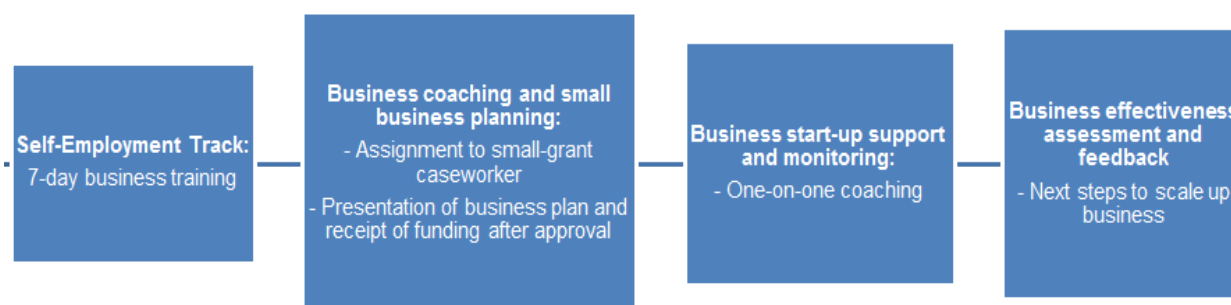 Self-Employment Track:
7-day business training
Business coaching and small
business planning:
- Assignment to small-grant
caseworker
- Presentation of business plan and
receipt of funding after approval
Business start-up support
and monitoring:
- One-on-one coaching
Business effectiveness
assessment and
feedback
- Next steps to scale up
business